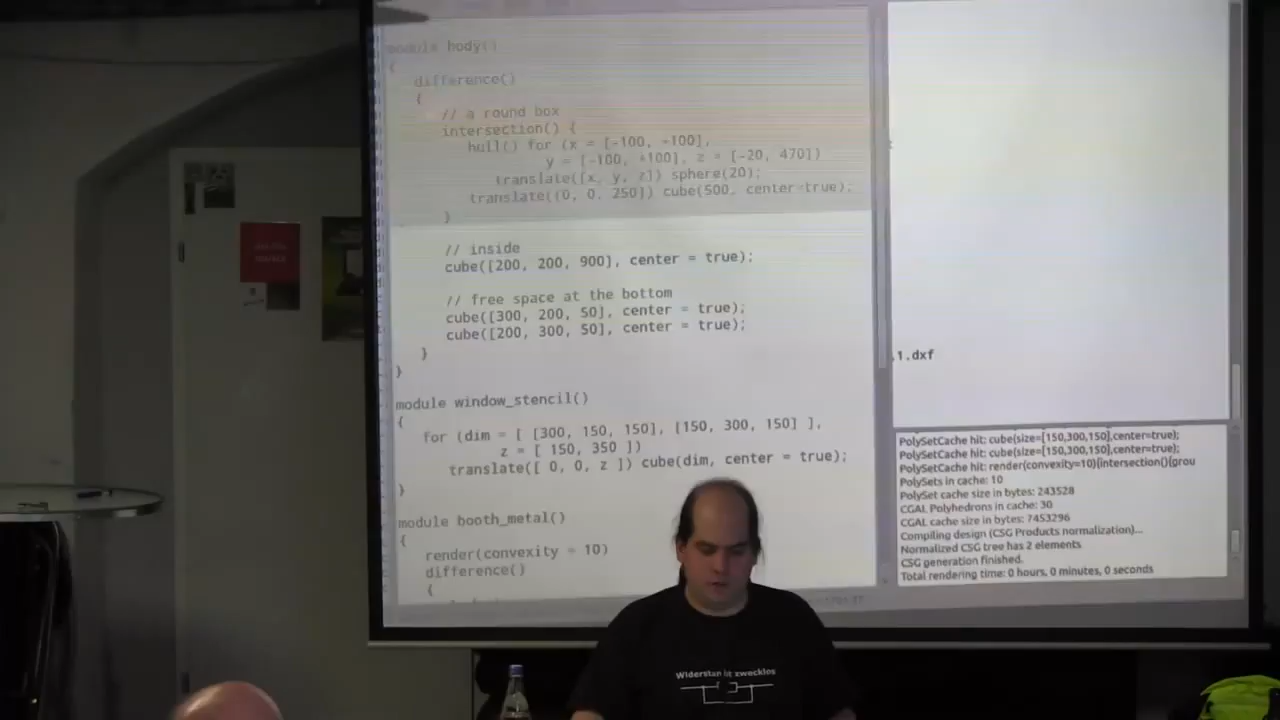 module body()
{
difference()
{
// a round box
intersection() {
hull() for (x = [-100, +100],
y = [-100, +100], z = [-20, 470])
translate([x, y, z]) sphere(20);
translate([0, 0, 250]) cube(500, center=true);
}
// inside
cube([200, 200, 900], center = true);
// free space at the bottom
cube([300, 200, 50], center = true);
cube([200, 300, 50], center = true);
}
}
module window_stencil()
{
for (dim = [ [300, 150, 150], [150, 300, 150] ],
z = [ 150, 350 ])
translate([ 0, 0, z ]) cube(dim, center = true);
}
module booth_metal()
{
render(convexity = 10)
difference()
{
.1.dxf
PolySetCache hit: cube(size=[150,300,150],center=true);
PolySetCache hit: cube(size=[150,300,150],center=true);
PolySetCache hit: render(convexity=10){intersection(){grou
PolySets in cache: 10
PolySet cache size in bytes: 243528
CGAL Polyhedrons in cache: 30
CGAL cache size in bytes: 7453296
Compiling design (CSG Products normalization)...
Normalized CSG tree has 2 elements
CSG generation finished.
Total rendering time: 0 hours, 0 minutes, 0 seconds
Widerstan ist zwecklos